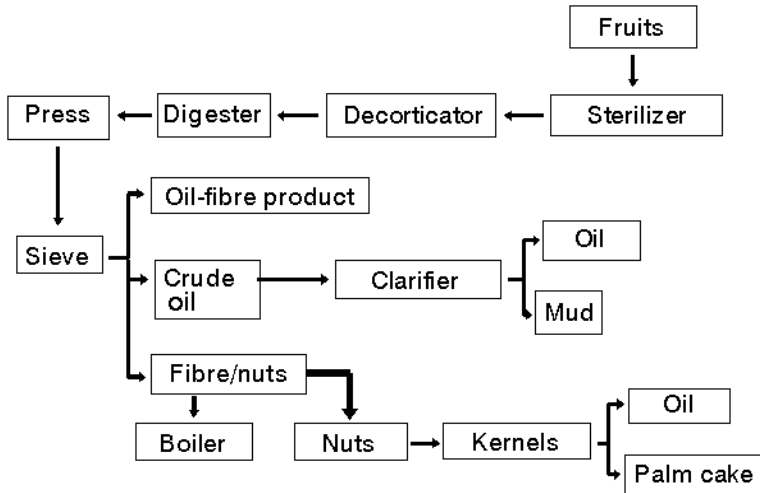 Fruits
Press
Digester
Decorticator
Sterilizer
Oil-fibre product
Sieve
Crude
oil
Clarifier
Oil
Mud
Fibre/nuts
Boiler
Nuts
Kernels
Oil
Palm cake